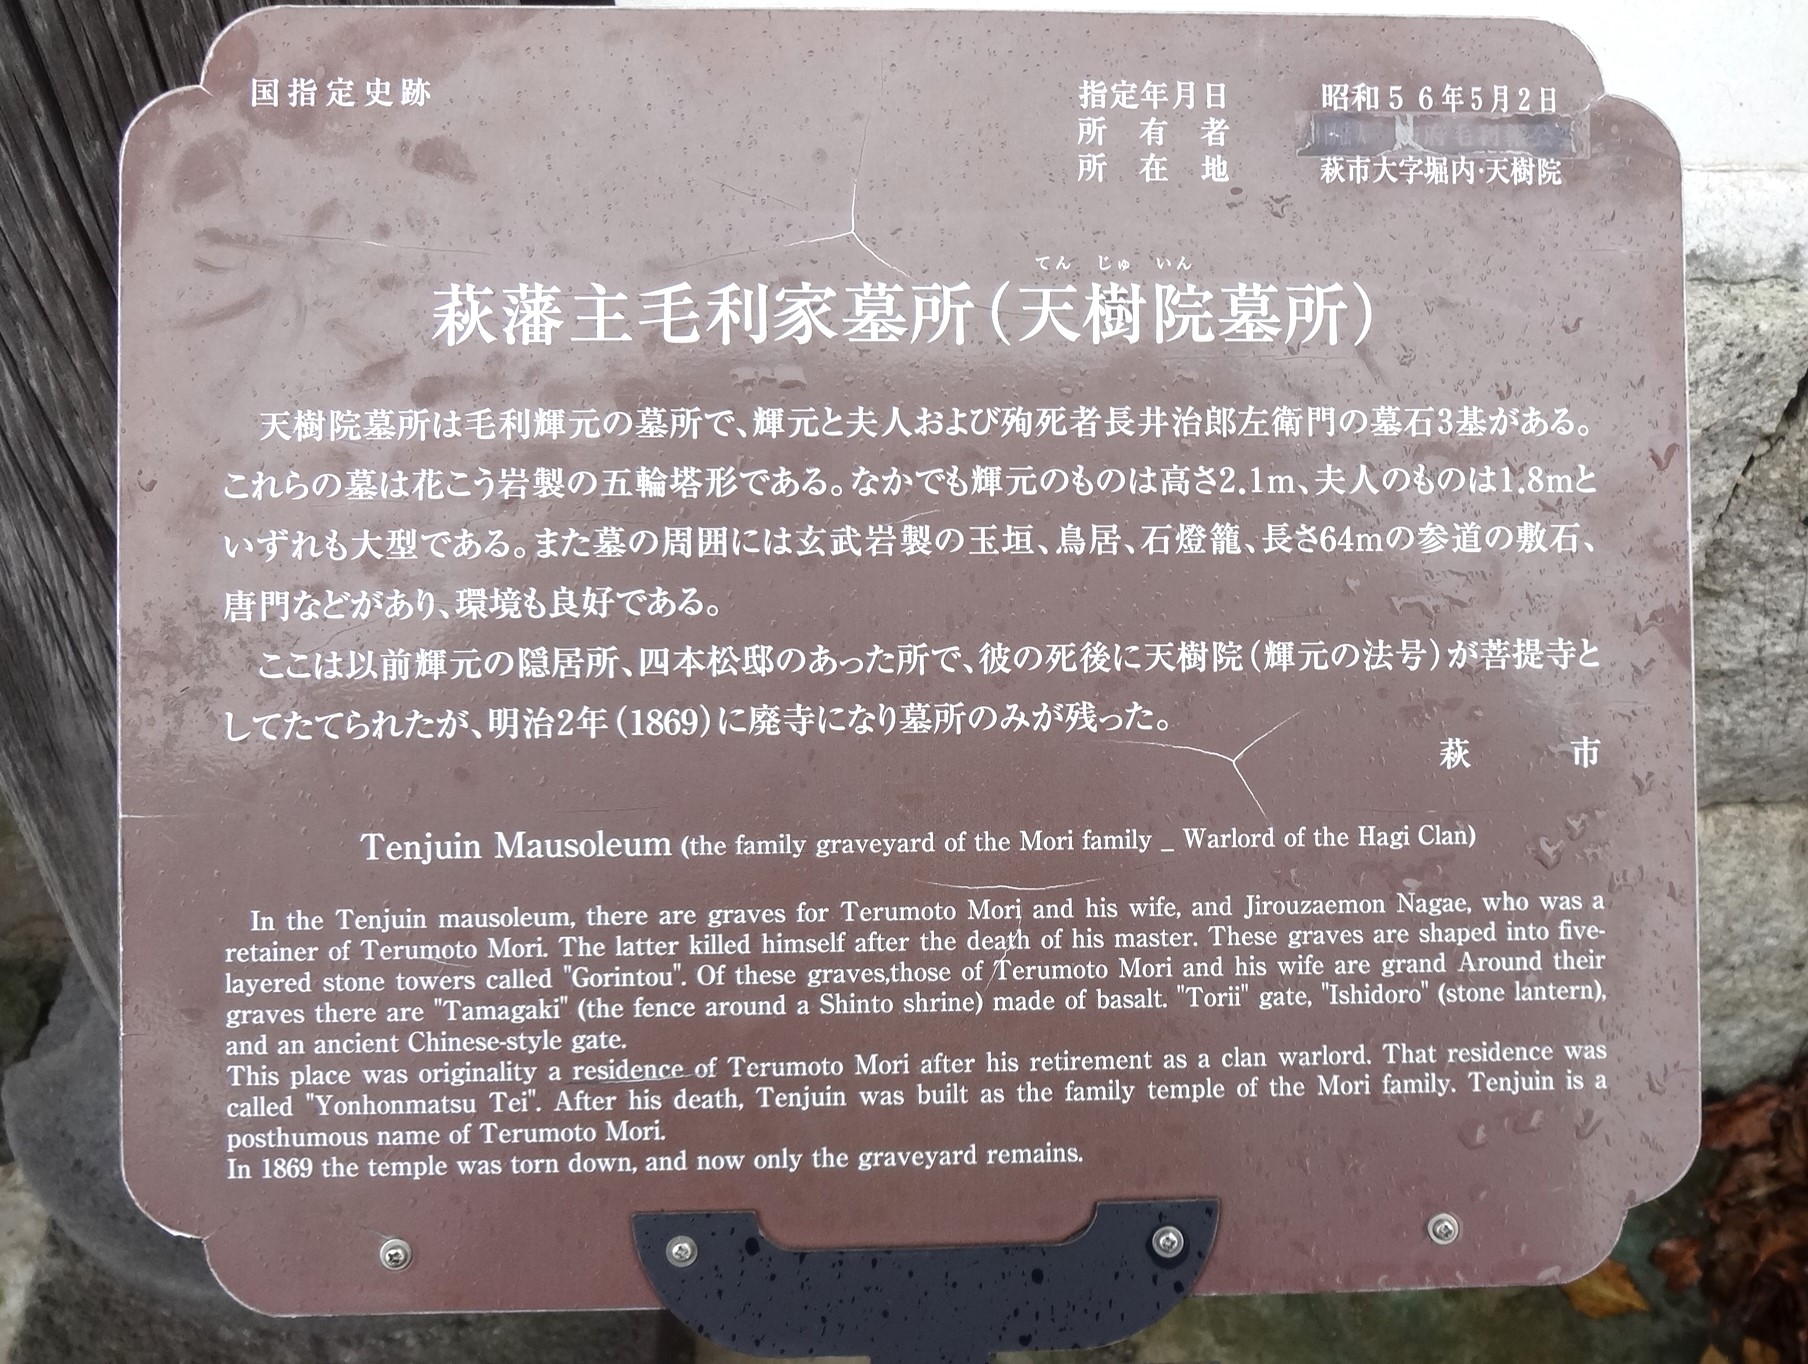 国指定史跡
指定年月日 昭和56年5月2日
所有者
所在地 萩市大字堀内·天樹院
てん じゅ いん
萩藩主毛利家墓所(天樹院墓所)
天樹院墓所は毛利輝元の墓所で、輝元と夫人および殉死者長井治郎左衛門の墓石3基がある。
これらの墓は花こう岩製の五輪塔形である。なかでも輝元のものは高さ2.1m、夫人のものは1.8mと
いずれも大型である。また墓の周囲には玄武岩製の玉垣、鳥居、石燈籠、長さ64mの参道の敷石、
唐門などがあり、環境も良好である。
ここは以前輝元の隠居所、四本松邸のあった所で、彼の死後に天樹院(輝元の法号)が菩提寺と
してたてられたが、明治2年(1869)に廃寺になり墓所のみが残った。
萩市
Tenjuin Mausoleum (the family graveyard of the Mori family _ Warlord of the Hagi Clan)
In the Tenjuin mausoleum, there are graves for Terumoto Mori and his wife, and Jirouzaemon Nagae, who was a
retainer of Terumoto Mori. The latter killed himself after the death of his master. These graves are shaped into five-
layered stone towers called "Gorintou". Of these graves,those of Terumoto Mori and his wife are grand Around their
graves there are "Tamagaki" (the fence around a Shinto shrine) made of basalt. "Torii" gate, "Ishidoro" (stone lantern),
and an ancient Chinese-style gate.
This place was originality a residence of Terumoto Mori after his retirement as a clan warlord. That residence was
called "Yonhonmatsu Tei". After his death, Tenjuin was built as the family temple of the Mori family. Tenjuin is a
posthumous name of Terumoto Mori.
In 1869 the temple was torn down, and now only the graveyard remains.